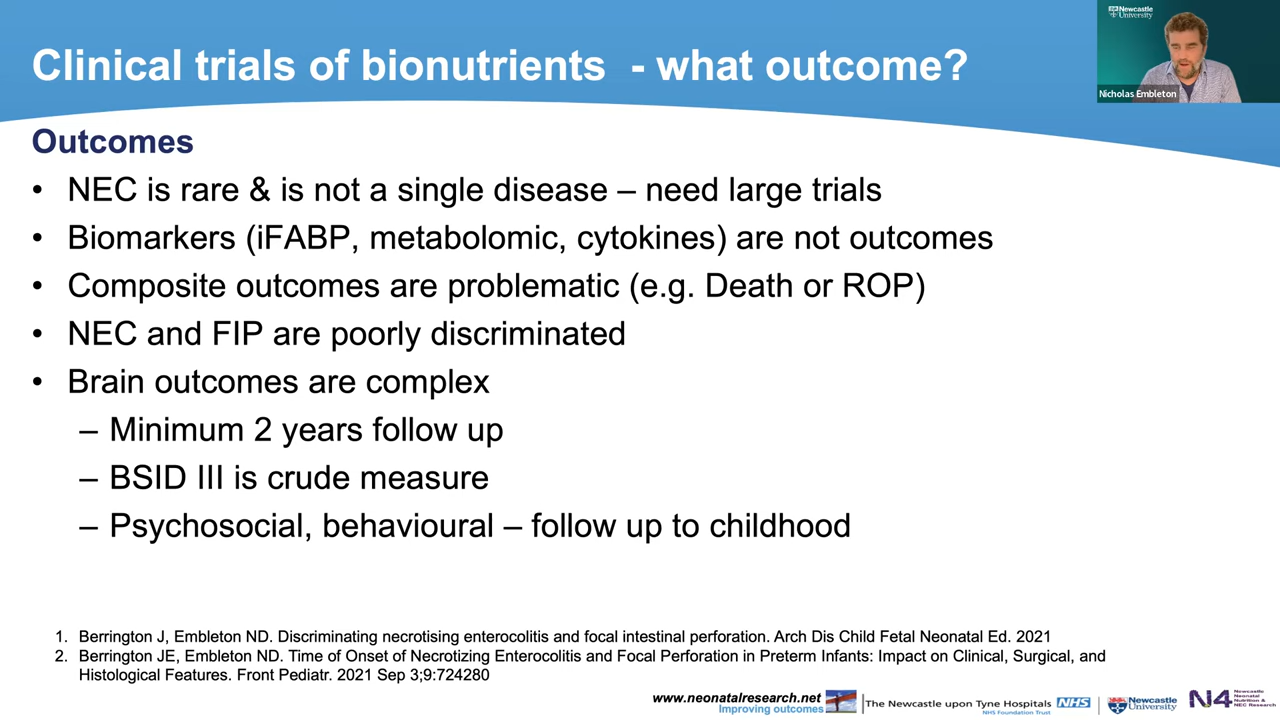 Clinical trials of bionutrients - what outcome?
Newcastle University
Nicholas Embleton
Outcomes
• NEC is rare & is not a single disease – need large trials
• Biomarkers (iFABP, metabolomic, cytokines) are not outcomes
• Composite outcomes are problematic (e.g. Death or ROP)
• NEC and FIP are poorly discriminated
• Brain outcomes are complex
– Minimum 2 years follow up
– BSID III is crude measure
– Psychosocial, behavioural – follow up to childhood
1. Berrington J, Embleton ND. Discriminating necrotising enterocolitis and focal intestinal perforation. Arch Dis Child Fetal Neonatal Ed. 2021
2. Berrington JE, Embleton ND. Time of Onset of Necrotizing Enterocolitis and Focal Perforation in Preterm Infants: Impact on Clinical, Surgical, and
Histological Features. Front Pediatr. 2021 Sep 3;9:724280
www.neonatalresearch.net
Improving outcomes
The Newcastle upon Tyne Hospitals NHS
NHS Foundation Trust
Newcastle University
N4
Newcastle
Neonatal
Nutrition &
NEC Research